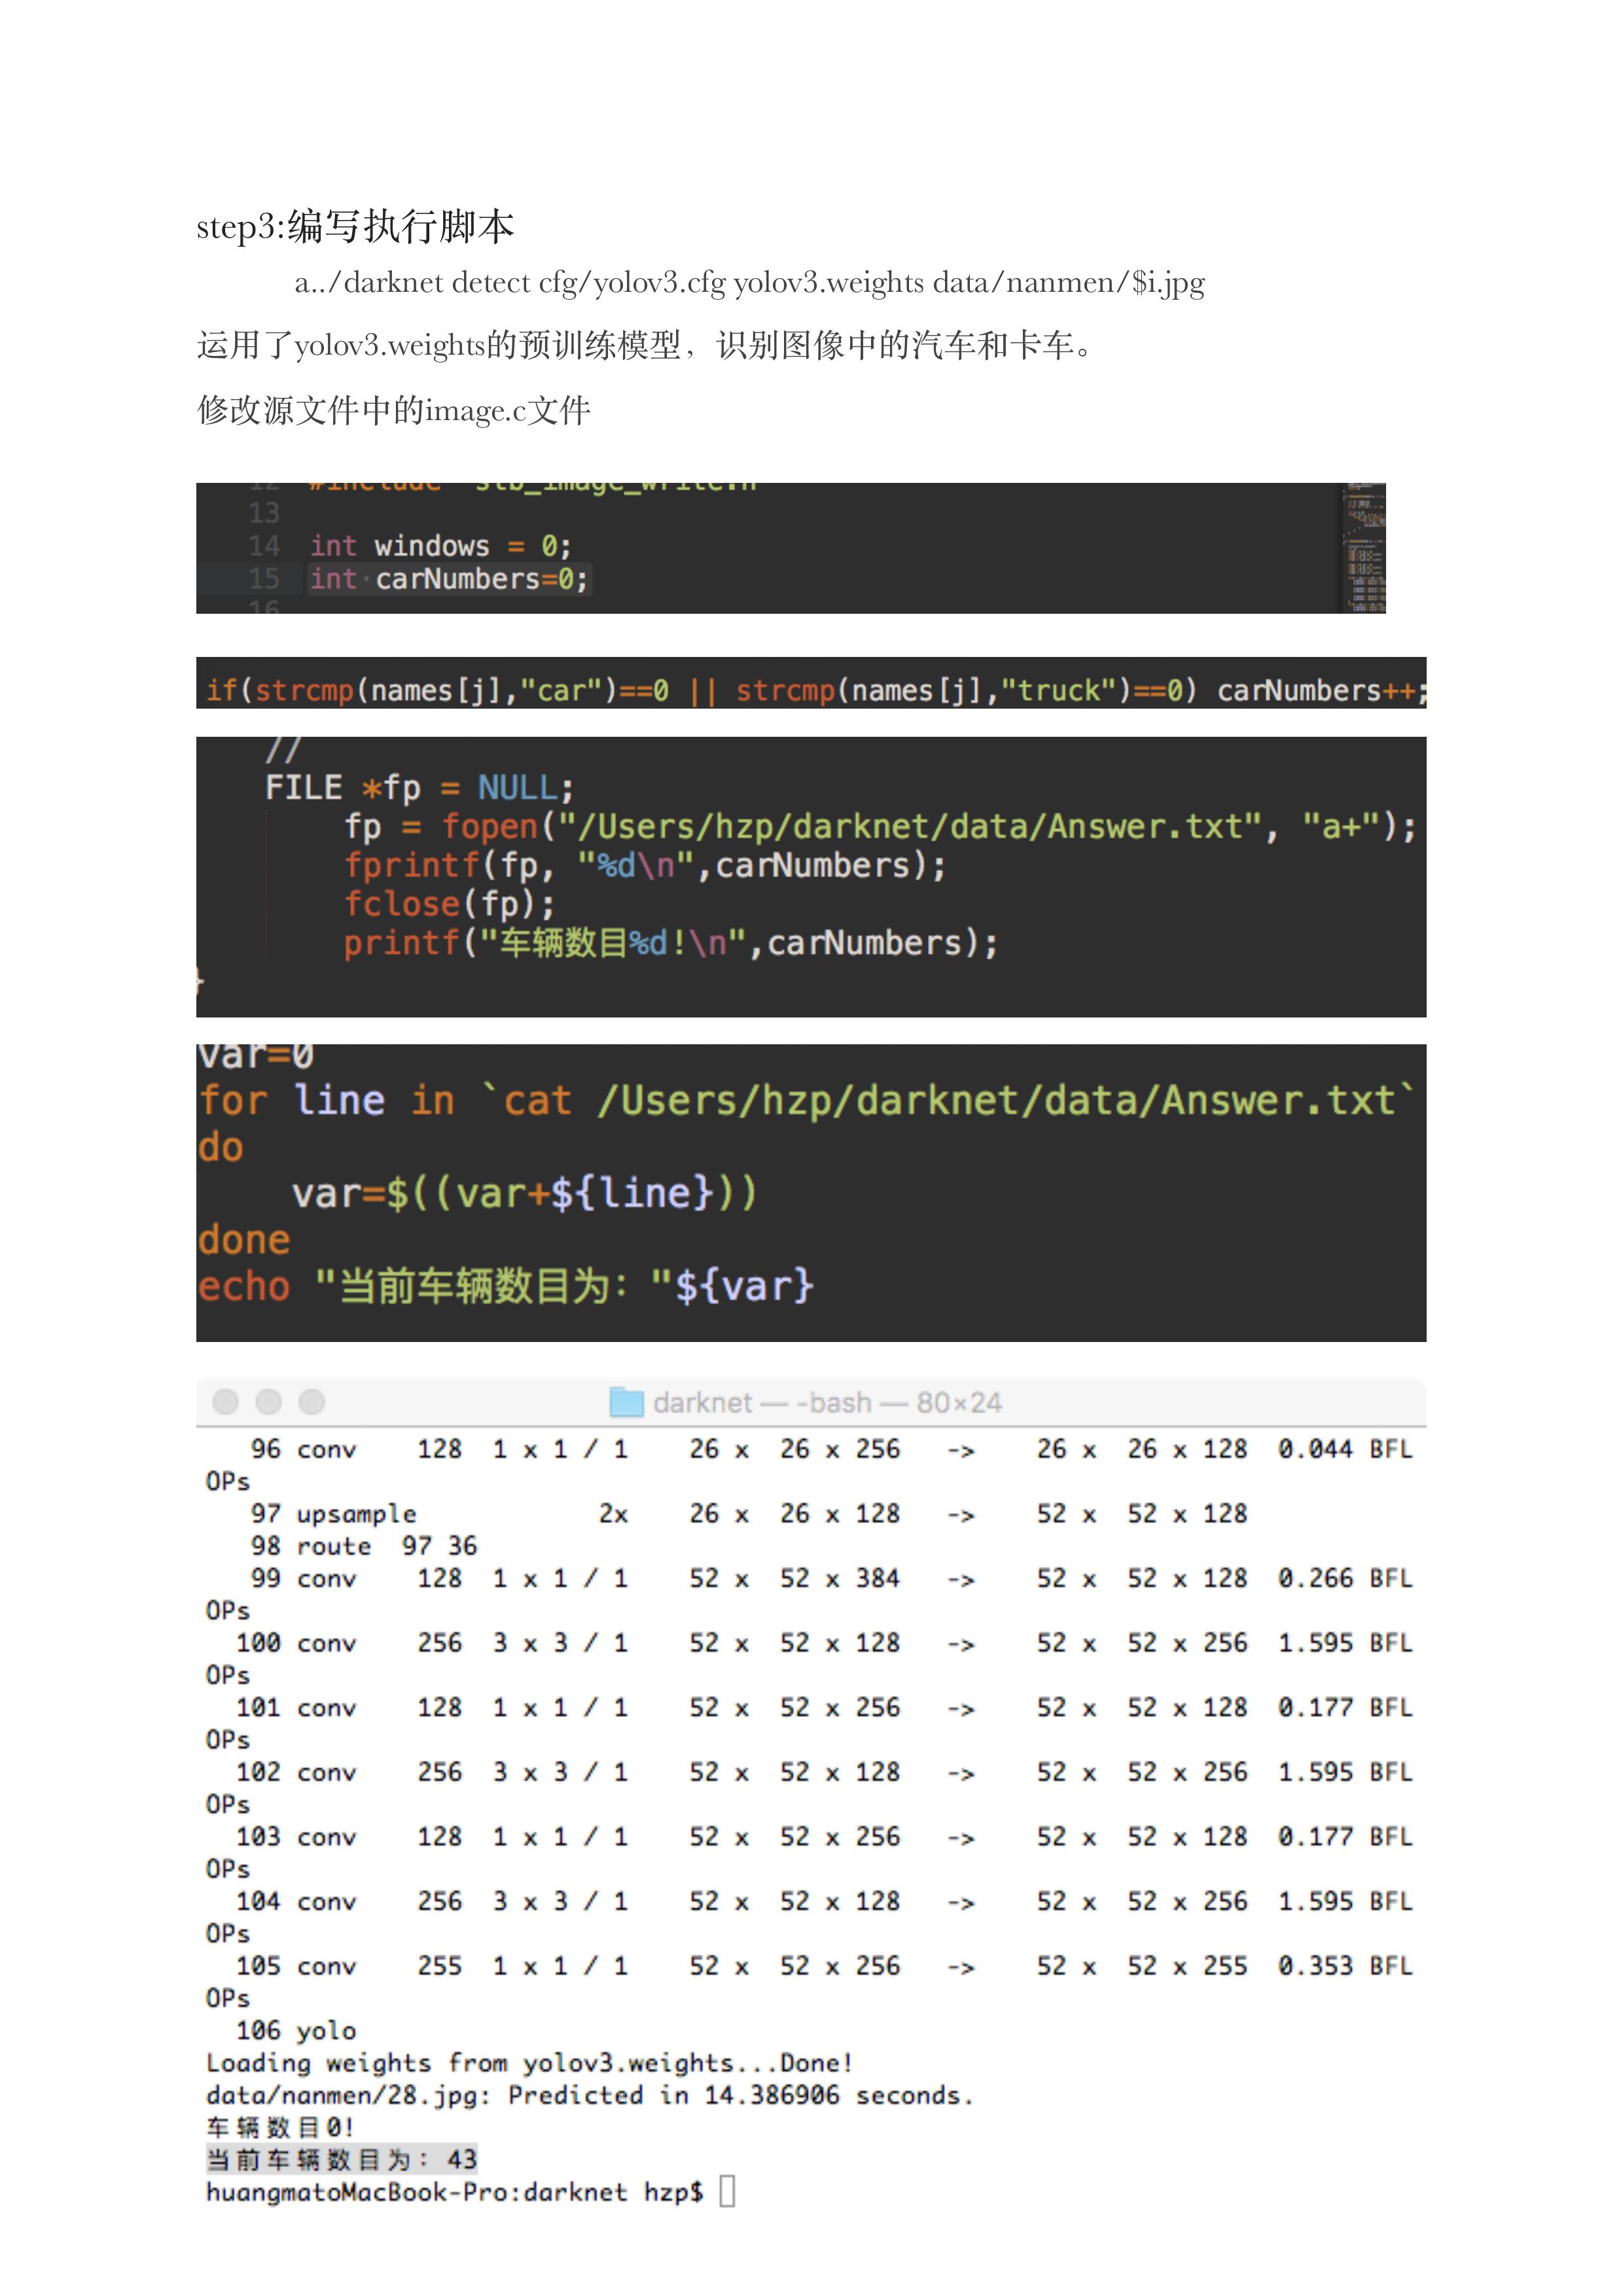 step3:编写执行脚本
a../darknet detect cfg/yolov3.cfg yolov3.weights data/nanmen/$i.jpg
运用了yolov3.weights的预训练模型，识别图像中的汽车和卡车。
修改源文件中的image.c文件
12 #include "stb_image_write.h"
13
14 int windows = 0;
15 int carNumbers=0;
16
if(strcmp(names[j],"car")==0 || strcmp(names[j],"truck")==0) carNumbers++;
//
FILE *fp = NULL;
fp = fopen("/Users/hzp/darknet/data/Answer.txt", "a+");
fprintf(fp, "%d\n",carNumbers);
fclose(fp);
printf("车辆数目%d!\n",carNumbers);
}
var=0
for line in `cat /Users/hzp/darknet/data/Answer.txt`
do
var=$((var+${line}))
done
echo "当前车辆数目为："${var}
darknet — -bash — 80×24
96 conv 128 1 x 1 / 1 26 x 26 x 256 -> 26 x 26 x 128 0.044 BFL
OPs
97 upsample 2x 26 x 26 x 128 -> 52 x 52 x 128
98 route 97 36
99 conv 128 1 x 1 / 1 52 x 52 x 384 -> 52 x 52 x 128 0.266 BFL
OPs
100 conv 256 3 x 3 / 1 52 x 52 x 128 -> 52 x 52 x 256 1.595 BFL
OPs
101 conv 128 1 x 1 / 1 52 x 52 x 256 -> 52 x 52 x 128 0.177 BFL
OPs
102 conv 256 3 x 3 / 1 52 x 52 x 128 -> 52 x 52 x 256 1.595 BFL
OPs
103 conv 128 1 x 1 / 1 52 x 52 x 256 -> 52 x 52 x 128 0.177 BFL
OPs
104 conv 256 3 x 3 / 1 52 x 52 x 128 -> 52 x 52 x 256 1.595 BFL
OPs
105 conv 255 1 x 1 / 1 52 x 52 x 256 -> 52 x 52 x 255 0.353 BFL
OPs
106 yolo
Loading weights from yolov3.weights...Done!
data/nanmen/28.jpg: Predicted in 14.386906 seconds.
车辆数目0!
当前车辆数目为：43
huangmatoMacBook-Pro:darknet hzp$